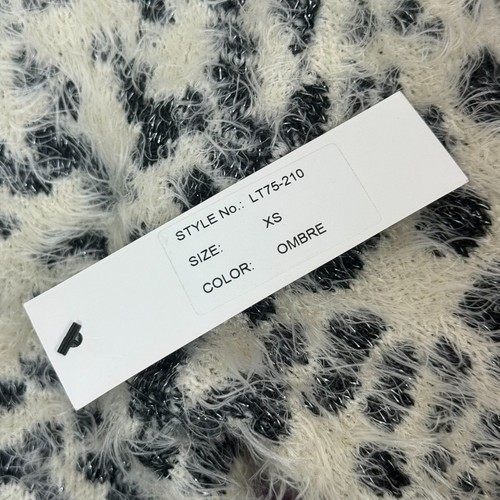 STYLE No.: LT75-210
SIZE: XS
COLOR: OMBRE